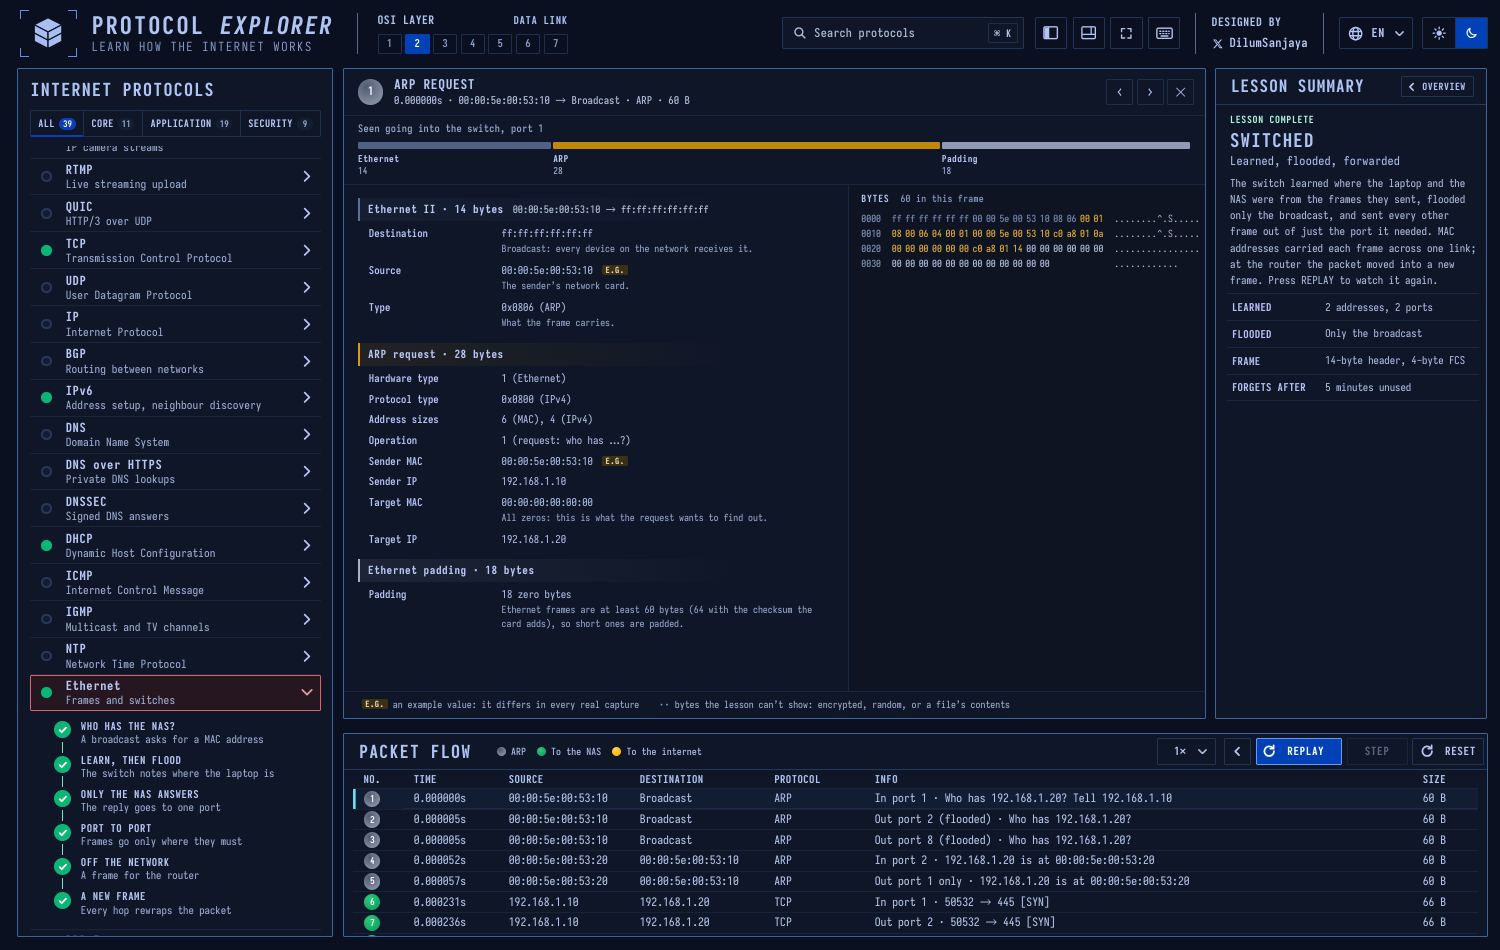 PROTOCOL EXPLORER
LEARN HOW THE INTERNET WORKS
OSI LAYER DATA LINK
1 2 3 4 5 6 7
Search protocols ⌘ K
DESIGNED BY
DilumSanjaya
EN
INTERNET PROTOCOLS
ALL 39 CORE 11 APPLICATION 19 SECURITY 9
IP camera streams
RTMP
Live streaming upload
QUIC
HTTP/3 over UDP
TCP
Transmission Control Protocol
UDP
User Datagram Protocol
IP
Internet Protocol
BGP
Routing between networks
IPv6
Address setup, neighbour discovery
DNS
Domain Name System
DNS over HTTPS
Private DNS lookups
DNSSEC
Signed DNS answers
DHCP
Dynamic Host Configuration
ICMP
Internet Control Message
IGMP
Multicast and TV channels
NTP
Network Time Protocol
Ethernet
Frames and switches
WHO HAS THE NAS?
A broadcast asks for a MAC address
LEARN, THEN FLOOD
The switch notes where the laptop is
ONLY THE NAS ANSWERS
The reply goes to one port
PORT TO PORT
Frames go only where they must
OFF THE NETWORK
A frame for the router
A NEW FRAME
Every hop rewraps the packet
1 ARP REQUEST
0.000000s · 00:00:5e:00:53:10 → Broadcast · ARP · 60 B
Seen going into the switch, port 1
Ethernet ARP Padding
14 28 18
Ethernet II · 14 bytes 00:00:5e:00:53:10 → ff:ff:ff:ff:ff:ff
Destination ff:ff:ff:ff:ff:ff
Broadcast: every device on the network receives it.
Source 00:00:5e:00:53:10 E.G.
The sender's network card.
Type 0x0806 (ARP)
What the frame carries.
ARP request · 28 bytes
Hardware type 1 (Ethernet)
Protocol type 0x0800 (IPv4)
Address sizes 6 (MAC), 4 (IPv4)
Operation 1 (request: who has …?)
Sender MAC 00:00:5e:00:53:10 E.G.
Sender IP 192.168.1.10
Target MAC 00:00:00:00:00:00
All zeros: this is what the request wants to find out.
Target IP 192.168.1.20
Ethernet padding · 18 bytes
Padding 18 zero bytes
Ethernet frames are at least 60 bytes (64 with the checksum the
card adds), so short ones are padded.
BYTES 60 in this frame
0000 ff ff ff ff ff ff 00 00 5e 00 53 10 08 06 00 01 ........^.S.....
0010 08 00 06 04 00 01 00 00 5e 00 53 10 c0 a8 01 0a ........^.S.....
0020 00 00 00 00 00 00 c0 a8 01 14 00 00 00 00 00 00 ................
0030 00 00 00 00 00 00 00 00 00 00 00 00 ............
E.G. an example value: it differs in every real capture ·· bytes the lesson can't show: encrypted, random, or a file's contents
LESSON SUMMARY OVERVIEW
LESSON COMPLETE
SWITCHED
Learned, flooded, forwarded
The switch learned where the laptop and the
NAS were from the frames they sent, flooded
only the broadcast, and sent every other
frame out of just the port it needed. MAC
addresses carried each frame across one link;
at the router the packet moved into a new
frame. Press REPLAY to watch it again.
LEARNED 2 addresses, 2 ports
FLOODED Only the broadcast
FRAME 14-byte header, 4-byte FCS
FORGETS AFTER 5 minutes unused
PACKET FLOW ARP To the NAS To the internet 1× REPLAY STEP RESET
NO. TIME SOURCE DESTINATION PROTOCOL INFO SIZE
1 0.000000s 00:00:5e:00:53:10 Broadcast ARP In port 1 · Who has 192.168.1.20? Tell 192.168.1.10 60 B
2 0.000005s 00:00:5e:00:53:10 Broadcast ARP Out port 2 (flooded) · Who has 192.168.1.20? 60 B
3 0.000005s 00:00:5e:00:53:10 Broadcast ARP Out port 8 (flooded) · Who has 192.168.1.20? 60 B
4 0.000052s 00:00:5e:00:53:20 00:00:5e:00:53:10 ARP In port 2 · 192.168.1.20 is at 00:00:5e:00:53:20 60 B
5 0.000057s 00:00:5e:00:53:20 00:00:5e:00:53:10 ARP Out port 1 only · 192.168.1.20 is at 00:00:5e:00:53:20 60 B
6 0.000231s 192.168.1.10 192.168.1.20 TCP In port 1 · 50532 → 445 [SYN] 66 B
7 0.000236s 192.168.1.10 192.168.1.20 TCP Out port 2 · 50532 → 445 [SYN] 66 B